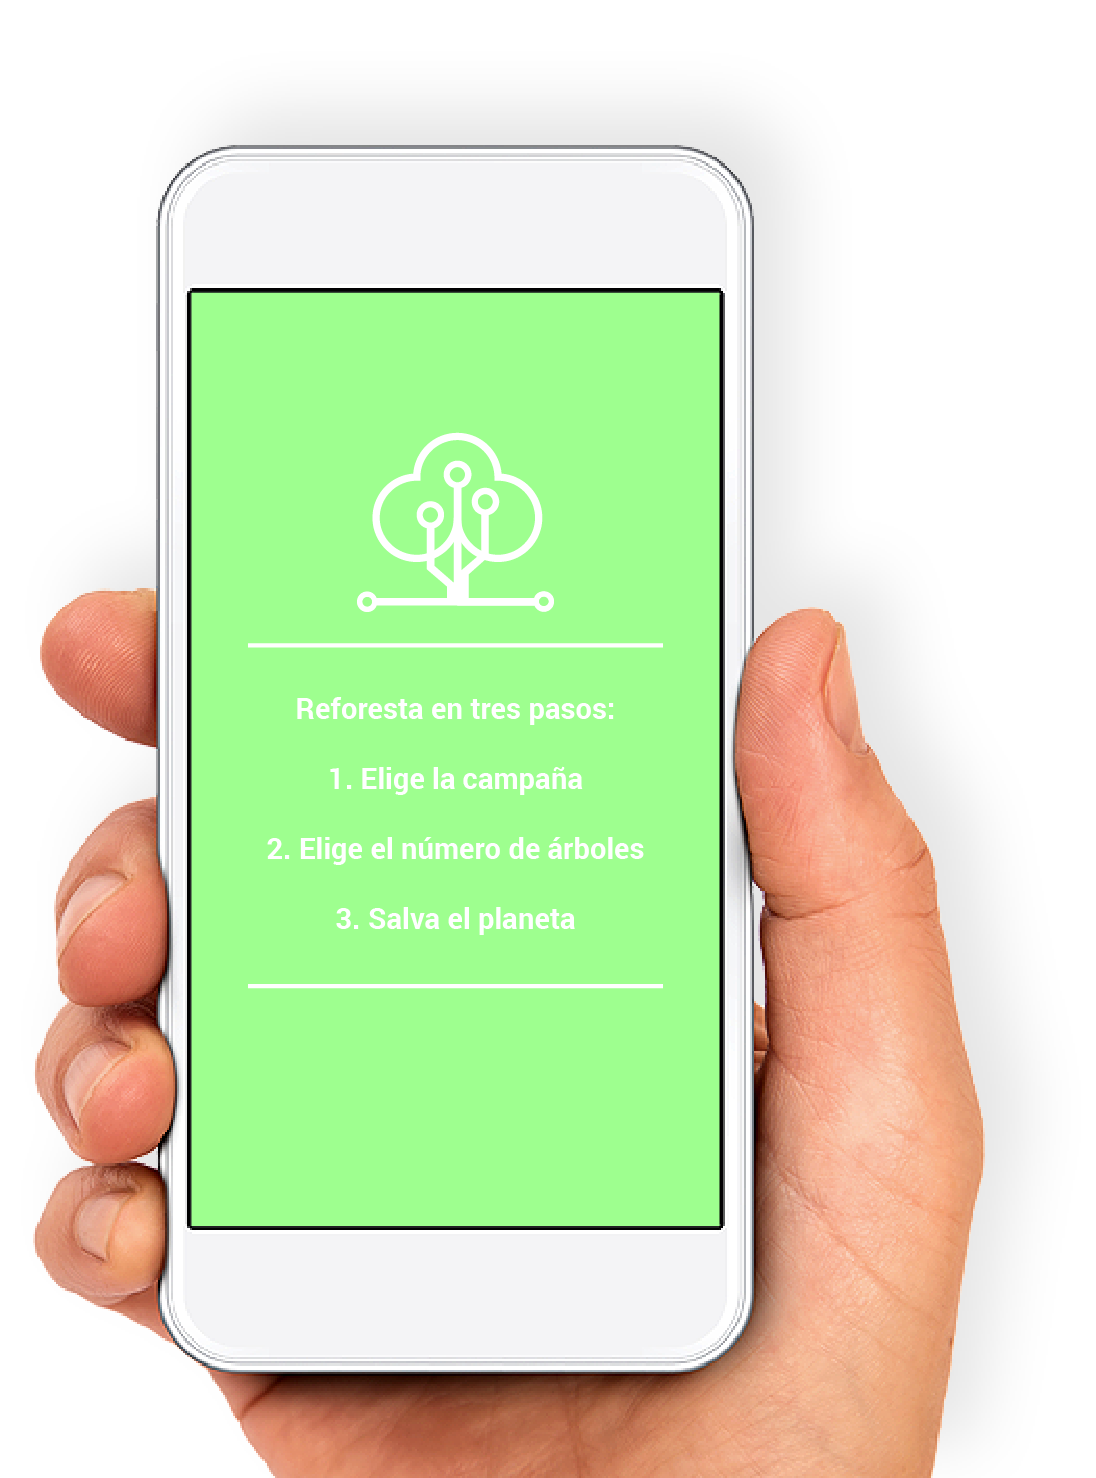 Reforesta en tres pasos:
1. Elige la campaña
2. Elige el número de árboles
3. Salva el planeta